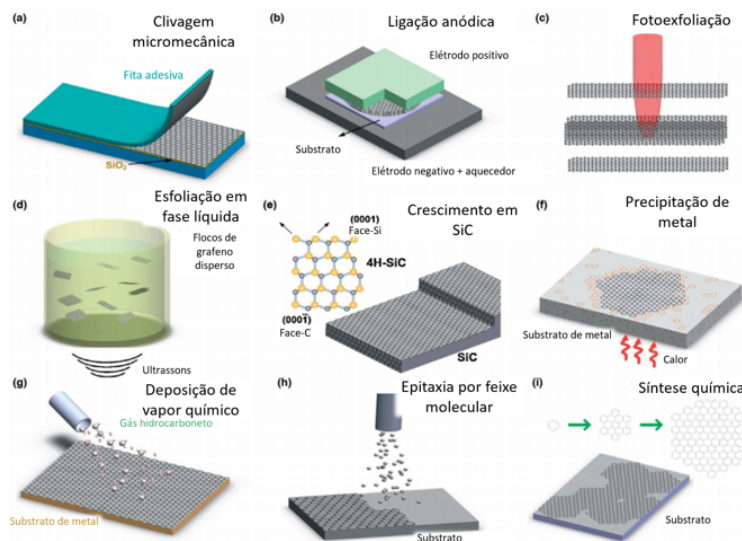 (a)
Clivagem
micromecânica
Fita adesiva
SiO₂
(b)
Ligação anódica
Elétrodo positivo
Substrato
Elétrodo negativo + aquecedor
(c)
Fotoexfoliação
(d)
Esfoliação em
fase líquida
Flocos de
grafeno
disperso
Ultrassons
(e)
Crescimento em
SiC
(0001)
Face-Si
4H-SiC
(0001̅)
Face-C
SiC
(f)
Precipitação de
metal
Substrato de metal
Calor
(g)
Deposição de
vapor químico
Gás hidrocarboneto
Substrato de metal
(h)
Epitaxia por feixe
molecular
Substrato
(i)
Síntese química
Substrato